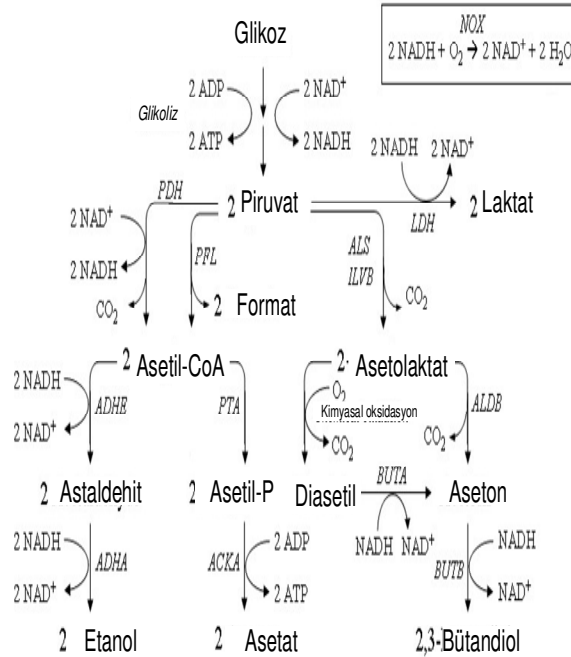 NOX
2 NADH + O2 → 2 NAD+ + 2 H2O
Glikoz
2 ADP
2 NAD+
Glikoliz
2 ATP
2 NADH
2 NADH 2 NAD+
PDH
2 Piruvat
2 Laktat
LDH
2 NAD+
2 NADH
PFL
ALS
ILVB
CO2
2 Format
CO2
2 Asetil-CoA
2· Asetolaktat
2 NADH
ADHE
2 NAD+
PTA
O2
Kimyasal oksidasyon
CO2
CO2
ALDB
2 Astaldehit
2 Asetil-P
Diasetil
BUTA
Aseton
NADH NAD+
2 NADH
ADHA
2 NAD+
ACKA
2 ADP
2 ATP
BUTB
NADH
NAD+
2 Etanol
2 Asetat
2,3-Bütandiol